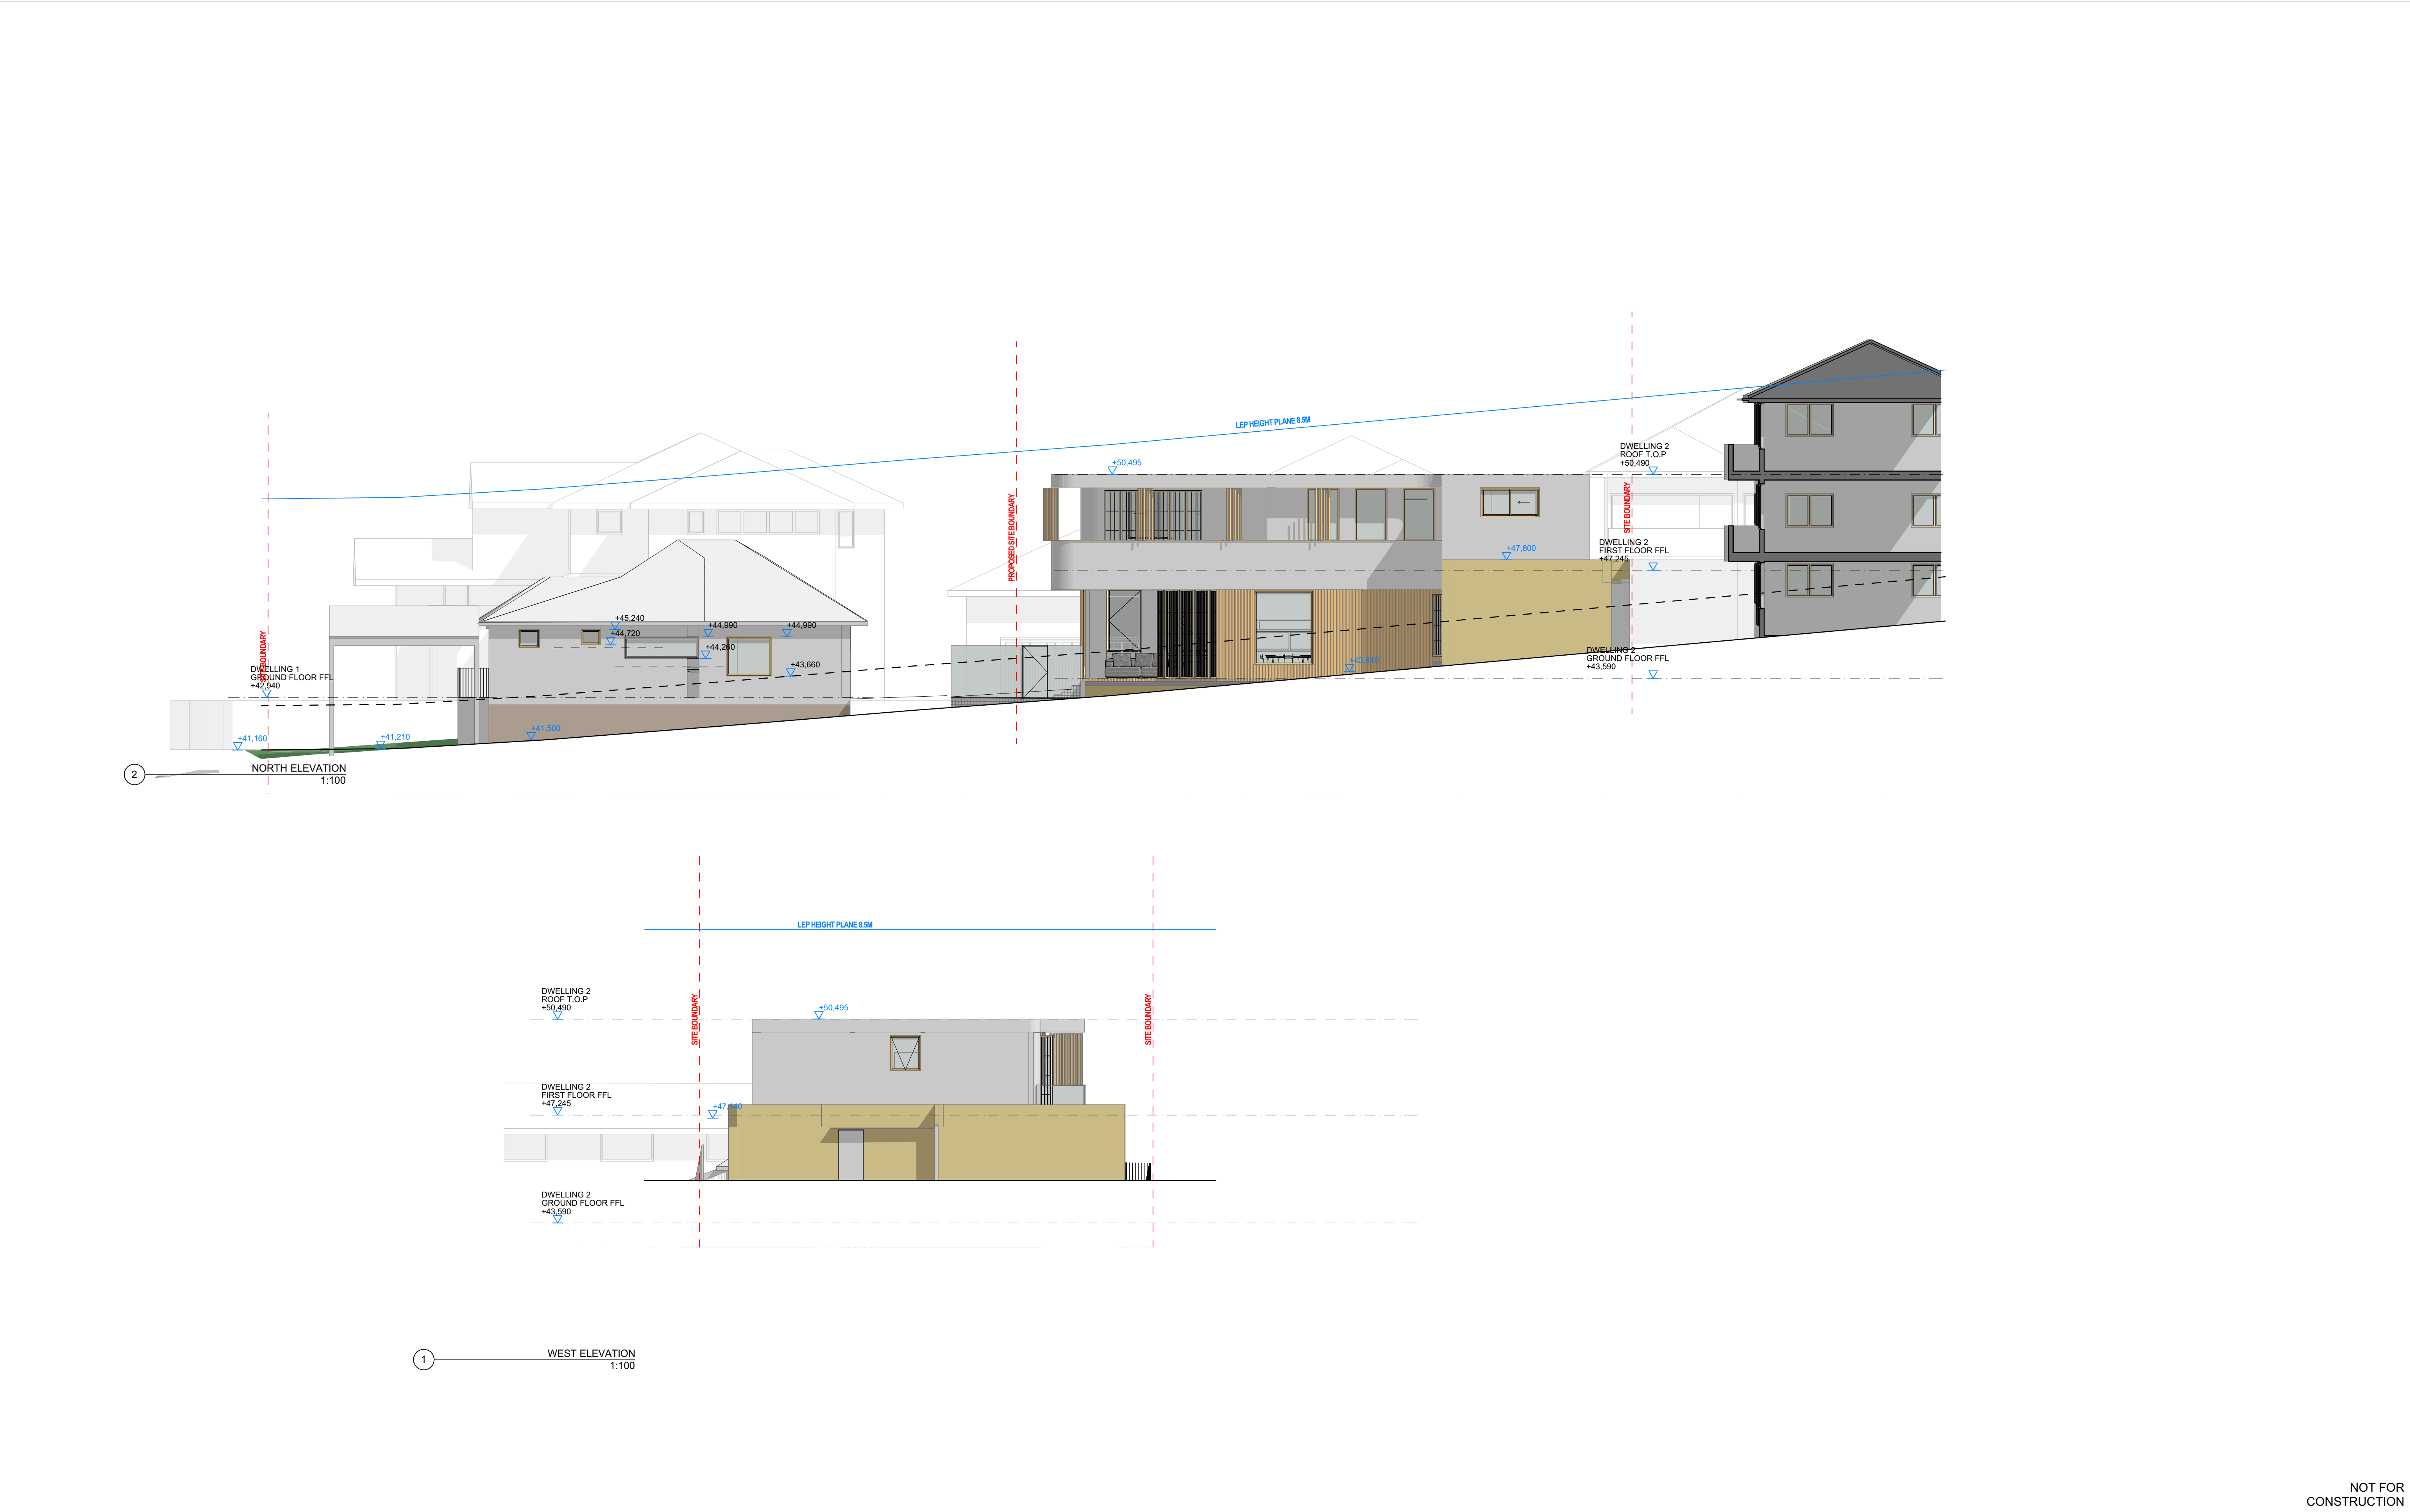 LEP HEIGHT PLANE 8.5M
DWELLING 2
ROOF T.O.P
+50,490
+50,495
PROPOSED SITE BOUNDARY
SITE BOUNDARY
DWELLING 2
FIRST FLOOR FFL
+47,245
+47,600
+45,240
+44,990
+44,990
+44,720
+44,260
+43,660
+43,610
DWELLING 2
GROUND FLOOR FFL
+43,590
SITE BOUNDARY
DWELLING 1
GROUND FLOOR FFL
+42,940
+41,160
+41,210
+41,500
2
NORTH ELEVATION
1:100
LEP HEIGHT PLANE 8.5M
DWELLING 2
ROOF T.O.P
+50,490
+50,495
SITE BOUNDARY
SITE BOUNDARY
DWELLING 2
FIRST FLOOR FFL
+47,245
DWELLING 2
GROUND FLOOR FFL
+43,590
1
WEST ELEVATION
1:100
NOT FOR
CONSTRUCTION